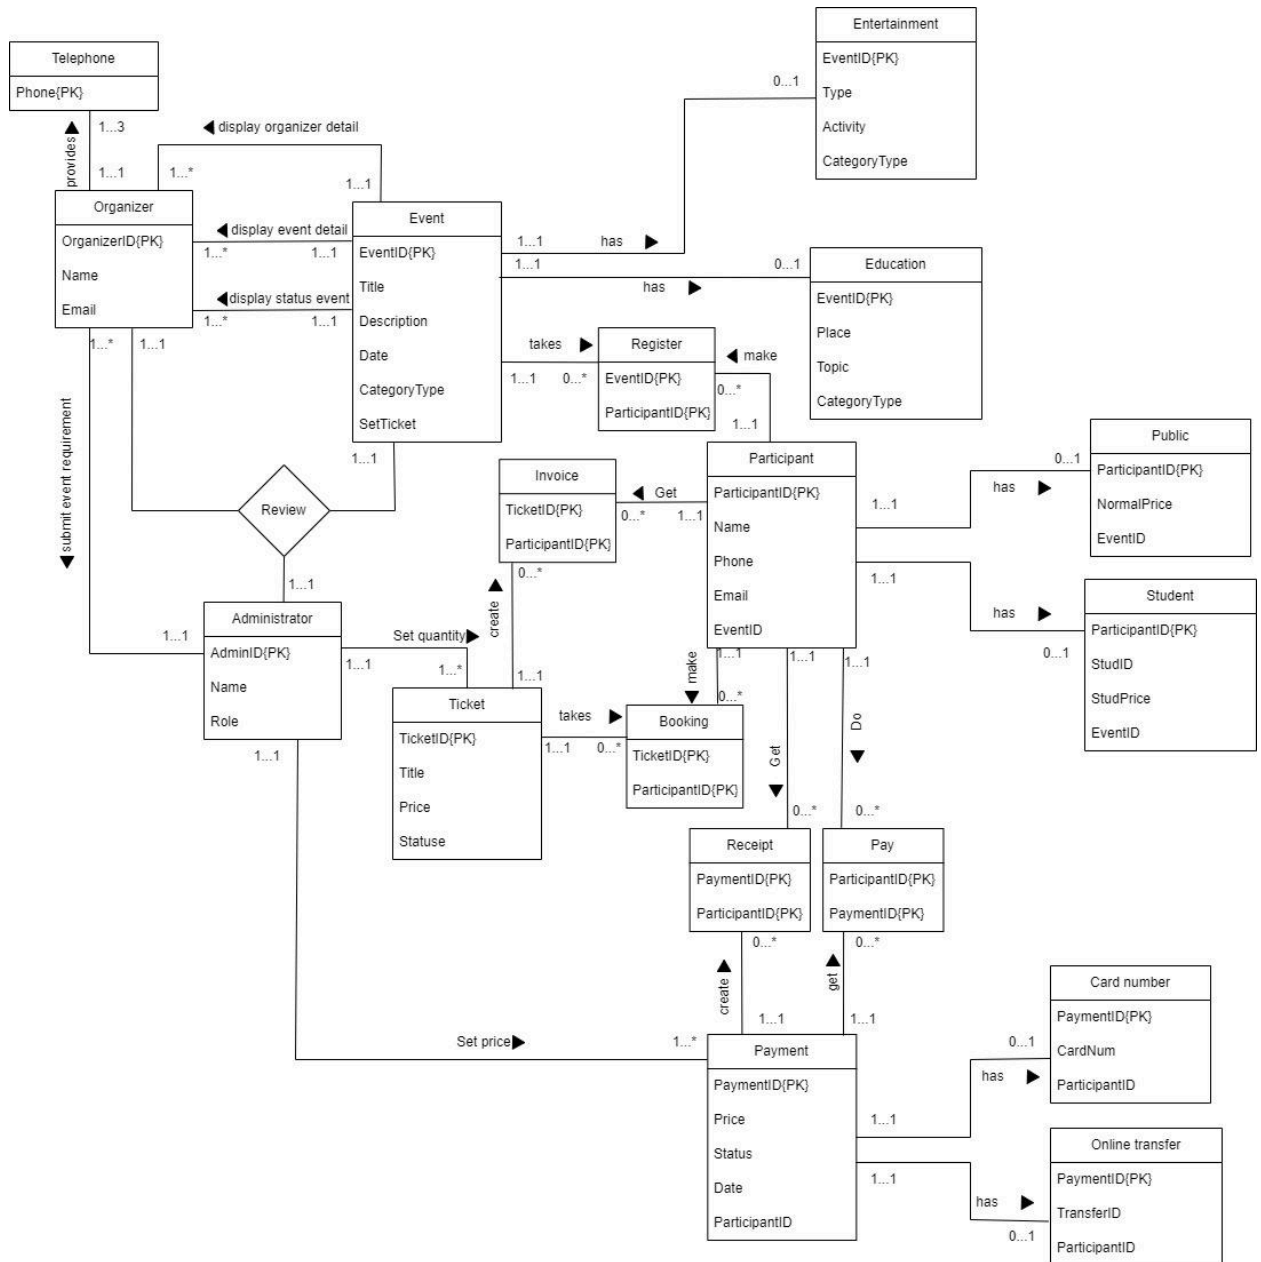 Entertainment
EventID{PK}
Type
Activity
CategoryType
0...1
Telephone
Phone{PK}
1...3
provides
1...1
display organizer detail
1...*
1...1
Organizer
OrganizerID{PK}
Name
Email
display event detail
1...*
1...1
display status event
1...*
1...1
Event
EventID{PK}
Title
Description
Date
CategoryType
SetTicket
1...1
has
1...1
has
0...1
Education
EventID{PK}
Place
Topic
CategoryType
takes
1...1
0...*
Register
EventID{PK}
ParticipantID{PK}
make
0...*
1...1
1...*
1...1
submit event requirement
1...1
Review
1...1
1...1
Invoice
TicketID{PK}
ParticipantID{PK}
Get
0...*
1...1
Participant
ParticipantID{PK}
Name
Phone
Email
EventID
1...1
has
0...1
Public
ParticipantID{PK}
NormalPrice
EventID
1...1
has
0...1
Student
ParticipantID{PK}
StudID
StudPrice
EventID
Administrator
AdminID{PK}
Name
Role
1...1
Set quantity
1...1
1...*
create
0...*
1...1
Ticket
TicketID{PK}
Title
Price
Statuse
takes
1...1
0...*
make
1...1
0...*
Booking
TicketID{PK}
ParticipantID{PK}
1...1
Get
0...*
1...1
Do
0...*
Receipt
PaymentID{PK}
ParticipantID{PK}
Pay
ParticipantID{PK}
PaymentID{PK}
0...*
create
1...1
0...*
get
1...1
Set price
1...*
Payment
PaymentID{PK}
Price
Status
Date
ParticipantID
1...1
has
0...1
Card number
PaymentID{PK}
CardNum
ParticipantID
1...1
has
0...1
Online transfer
PaymentID{PK}
TransferID
ParticipantID